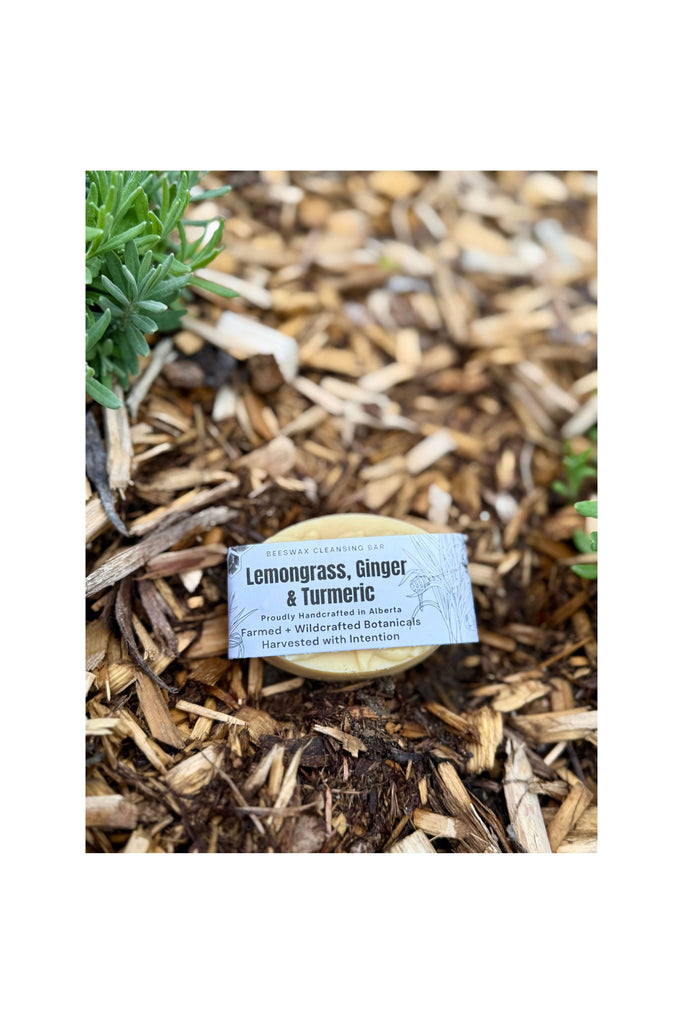 BEESWAX CLEANSING BAR
Lemongrass, Ginger
& Turmeric
Proudly Handcrafted in Alberta
Farmed + Wildcrafted Botanicals
Harvested with Intention